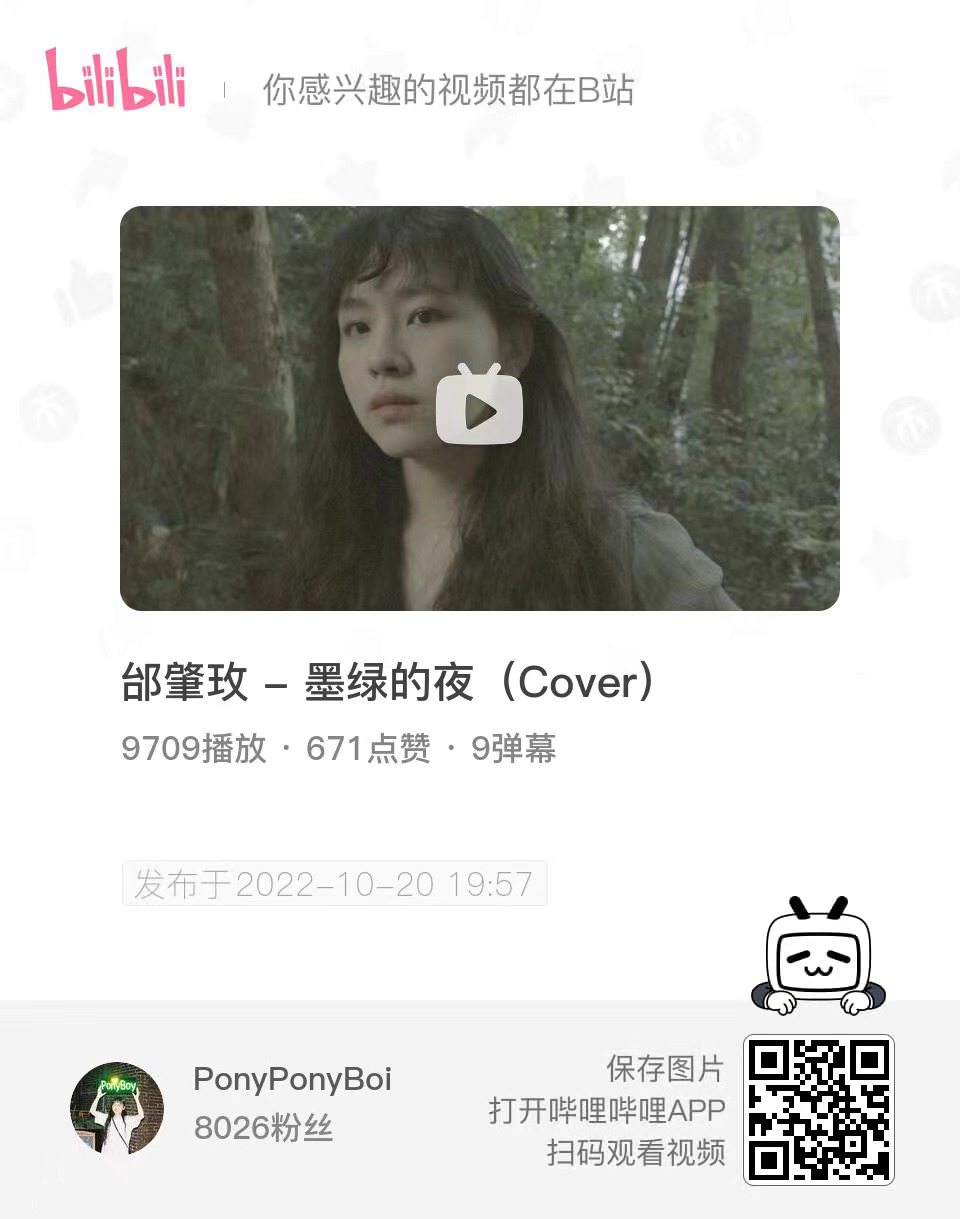 bilibili
你感兴趣的视频都在B站
邰肇玫 – 墨绿的夜（Cover）
9709播放 · 671点赞 · 9弹幕
发布于2022-10-20 19:57
PonyPonyBoi
8026粉丝
PonyBoy
保存图片
打开哔哩哔哩APP
扫码观看视频